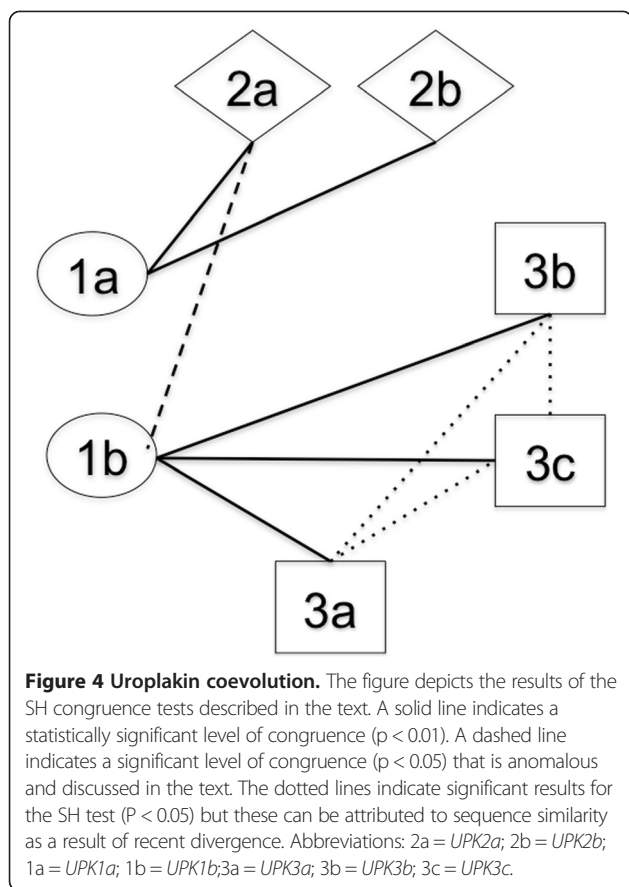 2a 2b
1a
3b
1b
3c
3a
Figure 4 Uroplakin coevolution. The figure depicts the results of the
SH congruence tests described in the text. A solid line indicates a
statistically significant level of congruence (p < 0.01). A dashed line
indicates a significant level of congruence (p < 0.05) that is anomalous
and discussed in the text. The dotted lines indicate significant results for
the SH test (P < 0.05) but these can be attributed to sequence similarity
as a result of recent divergence. Abbreviations: 2a = UPK2a; 2b = UPK2b;
1a = UPK1a; 1b = UPK1b;3a = UPK3a; 3b = UPK3b; 3c = UPK3c.